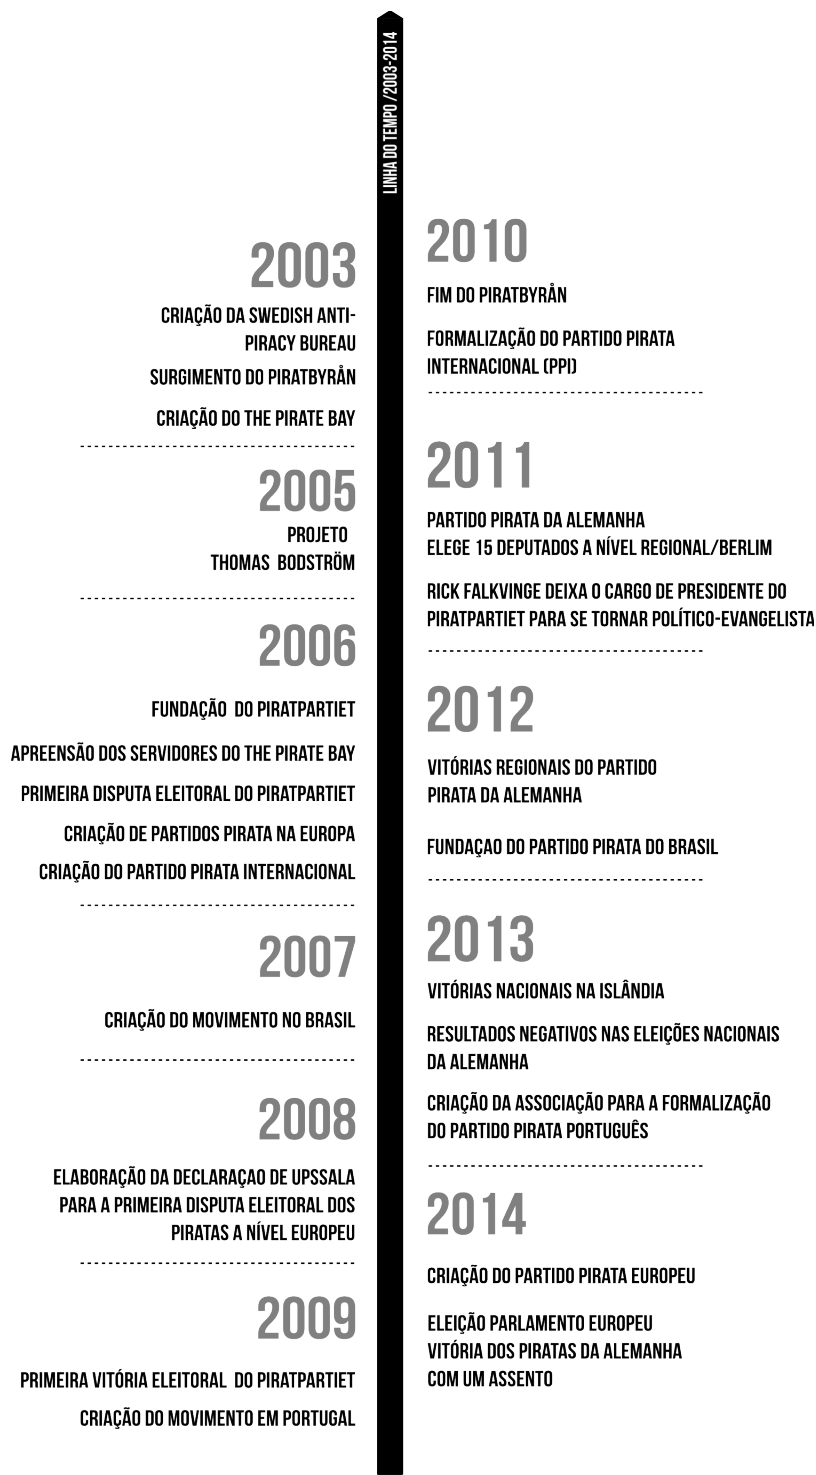 LINHA DO TEMPO /2003-2014
2003
CRIAÇÃO DA SWEDISH ANTI-
PIRACY BUREAU
SURGIMENTO DO PIRATBYRÅN
CRIAÇÃO DO THE PIRATE BAY
2005
PROJETO
THOMAS BODSTRÖM
2006
FUNDAÇÃO DO PIRATPARTIET
APREENSÃO DOS SERVIDORES DO THE PIRATE BAY
PRIMEIRA DISPUTA ELEITORAL DO PIRATPARTIET
CRIAÇÃO DE PARTIDOS PIRATA NA EUROPA
CRIAÇÃO DO PARTIDO PIRATA INTERNACIONAL
2007
CRIAÇÃO DO MOVIMENTO NO BRASIL
2008
ELABORAÇÃO DA DECLARAÇAO DE UPSSALA
PARA A PRIMEIRA DISPUTA ELEITORAL DOS
PIRATAS A NÍVEL EUROPEU
2009
PRIMEIRA VITÓRIA ELEITORAL DO PIRATPARTIET
CRIAÇÃO DO MOVIMENTO EM PORTUGAL
2010
FIM DO PIRATBYRÅN
FORMALIZAÇÃO DO PARTIDO PIRATA
INTERNACIONAL (PPI)
2011
PARTIDO PIRATA DA ALEMANHA
ELEGE 15 DEPUTADOS A NÍVEL REGIONAL/BERLIM
RICK FALKVINGE DEIXA O CARGO DE PRESIDENTE DO
PIRATPARTIET PARA SE TORNAR POLÍTICO-EVANGELISTA
2012
VITÓRIAS REGIONAIS DO PARTIDO
PIRATA DA ALEMANHA
FUNDAÇAO DO PARTIDO PIRATA DO BRASIL
2013
VITÓRIAS NACIONAIS NA ISLÂNDIA
RESULTADOS NEGATIVOS NAS ELEIÇÕES NACIONAIS
DA ALEMANHA
CRIAÇÃO DA ASSOCIAÇÃO PARA A FORMALIZAÇÃO
DO PARTIDO PIRATA PORTUGUÊS
2014
CRIAÇÃO DO PARTIDO PIRATA EUROPEU
ELEIÇÃO PARLAMENTO EUROPEU
VITÓRIA DOS PIRATAS DA ALEMANHA
COM UM ASSENTO